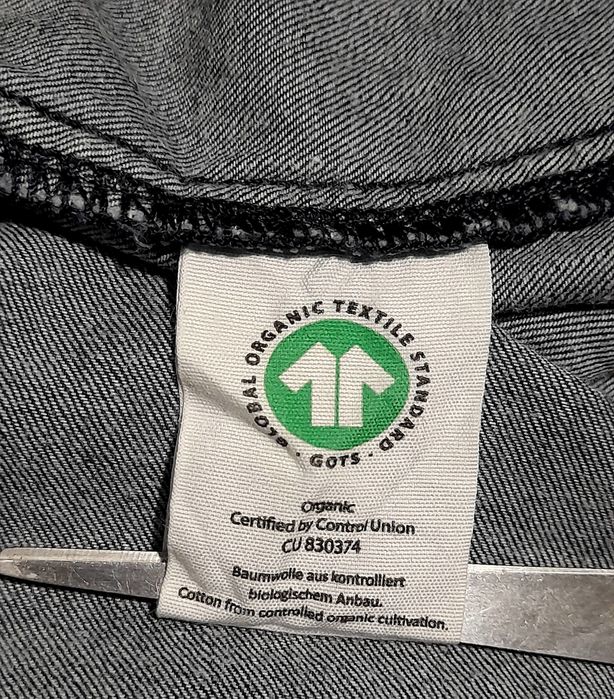 GLOBAL ORGANIC TEXTILE STANDARD
· GOTS ·
Organic
Certified by Control Union
CU 830374
Baumwolle aus kontrolliert
biologischem Anbau.
Cotton from controlled organic cultivation.